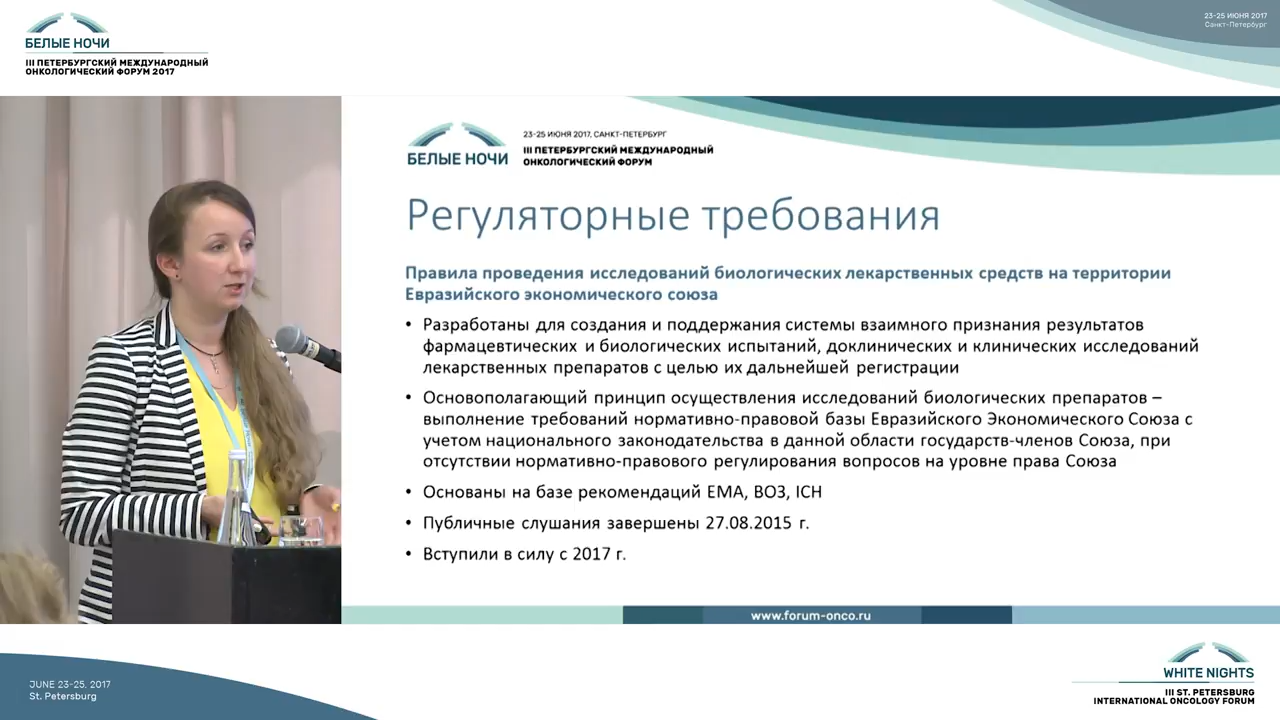 БЕЛЫЕ НОЧИ
III ПЕТЕРБУРГСКИЙ МЕЖДУНАРОДНЫЙ
ОНКОЛОГИЧЕСКИЙ ФОРУМ 2017
23-25 ИЮНЯ 2017
Санкт-Петербург
БЕЛЫЕ НОЧИ
23-25 ИЮНЯ 2017, САНКТ-ПЕТЕРБУРГ
III ПЕТЕРБУРГСКИЙ МЕЖДУНАРОДНЫЙ
ОНКОЛОГИЧЕСКИЙ ФОРУМ
Регуляторные требования
Правила проведения исследований биологических лекарственных средств на территории
Евразийского экономического союза
• Разработаны для создания и поддержания системы взаимного признания результатов
фармацевтических и биологических испытаний, доклинических и клинических исследований
лекарственных препаратов с целью их дальнейшей регистрации
• Основополагающий принцип осуществления исследований биологических препаратов –
выполнение требований нормативно-правовой базы Евразийского Экономического Союза с
учетом национального законодательства в данной области государств-членов Союза, при
отсутствии нормативно-правового регулирования вопросов на уровне права Союза
• Основаны на базе рекомендаций EMA, ВОЗ, ICH
• Публичные слушания завершены 27.08.2015 г.
• Вступили в силу с 2017 г.
www.forum-onco.ru
JUNE 23-25, 2017
St. Petersburg
WHITE NIGHTS
III ST. PETERSBURG
INTERNATIONAL ONCOLOGY FORUM